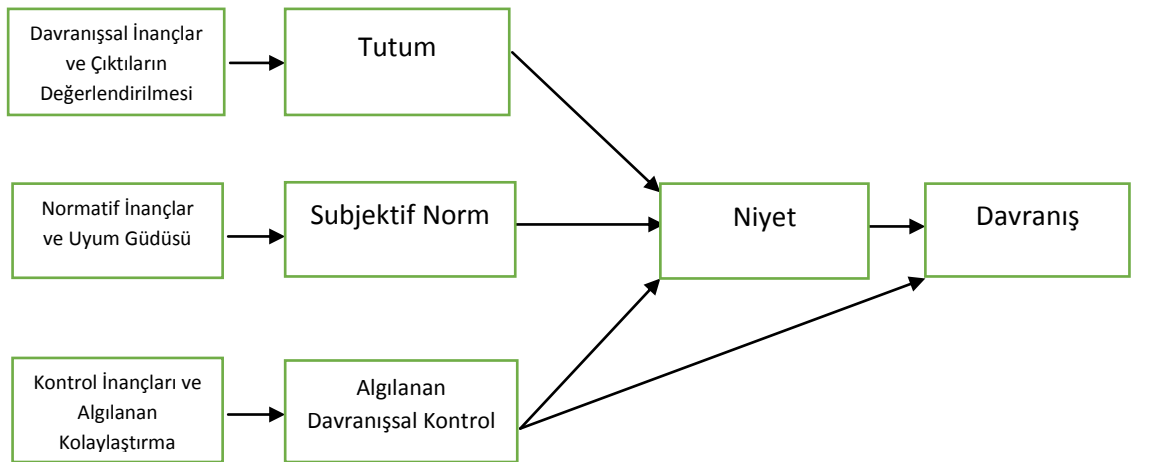 Davranışsal İnançlar
ve Çıktıların
Değerlendirilmesi
Tutum
Normatif İnançlar
ve Uyum Güdüsü
Subjektif Norm
Niyet
Davranış
Kontrol İnançları ve
Algılanan
Kolaylaştırma
Algılanan
Davranışsal Kontrol